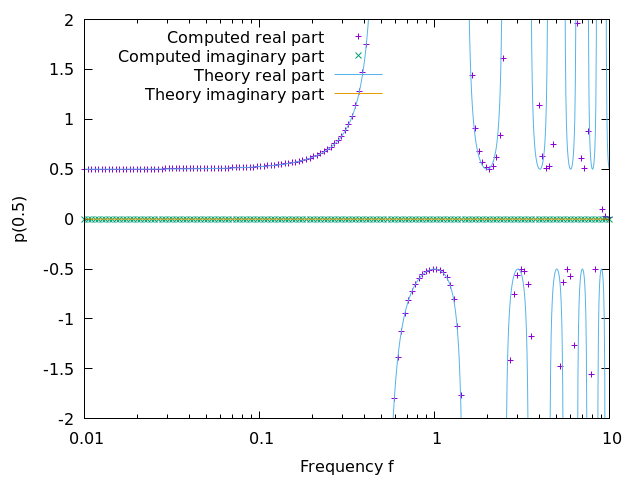 2
Computed real part
Computed imaginary part
1.5
Theory real part
Theory imaginary part
1
0.5
p(0.5)
0
-0.5
-1
-1.5
-2
0.01 0.1 1 10
Frequency f